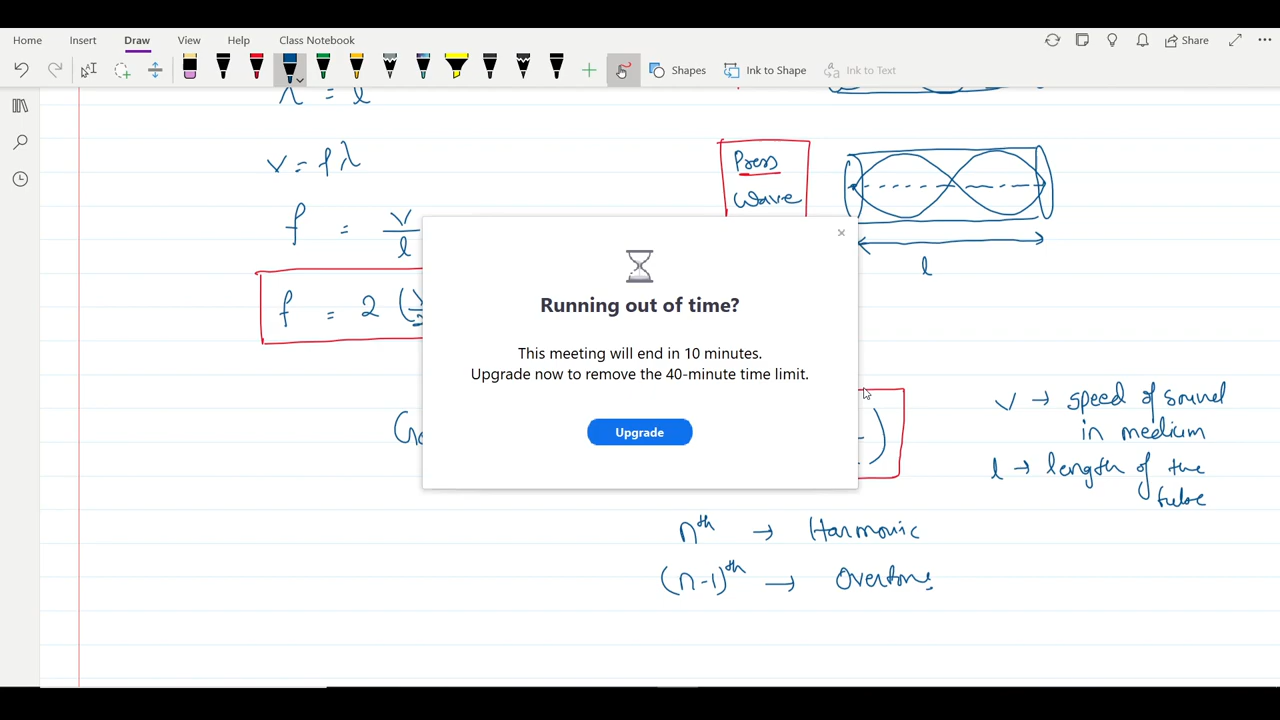 Home Insert Draw View Help Class Notebook
Share
Shapes Ink to Shape Ink to Text
λ = l
v = fλ
Press
Wave
f = v/l
l
f = 2 (
Running out of time?
This meeting will end in 10 minutes.
Upgrade now to remove the 40-minute time limit.
Upgrade
v → speed of sound
in medium
l → length of the
tube
nth → Harmonic
(n-1)th → Overtone